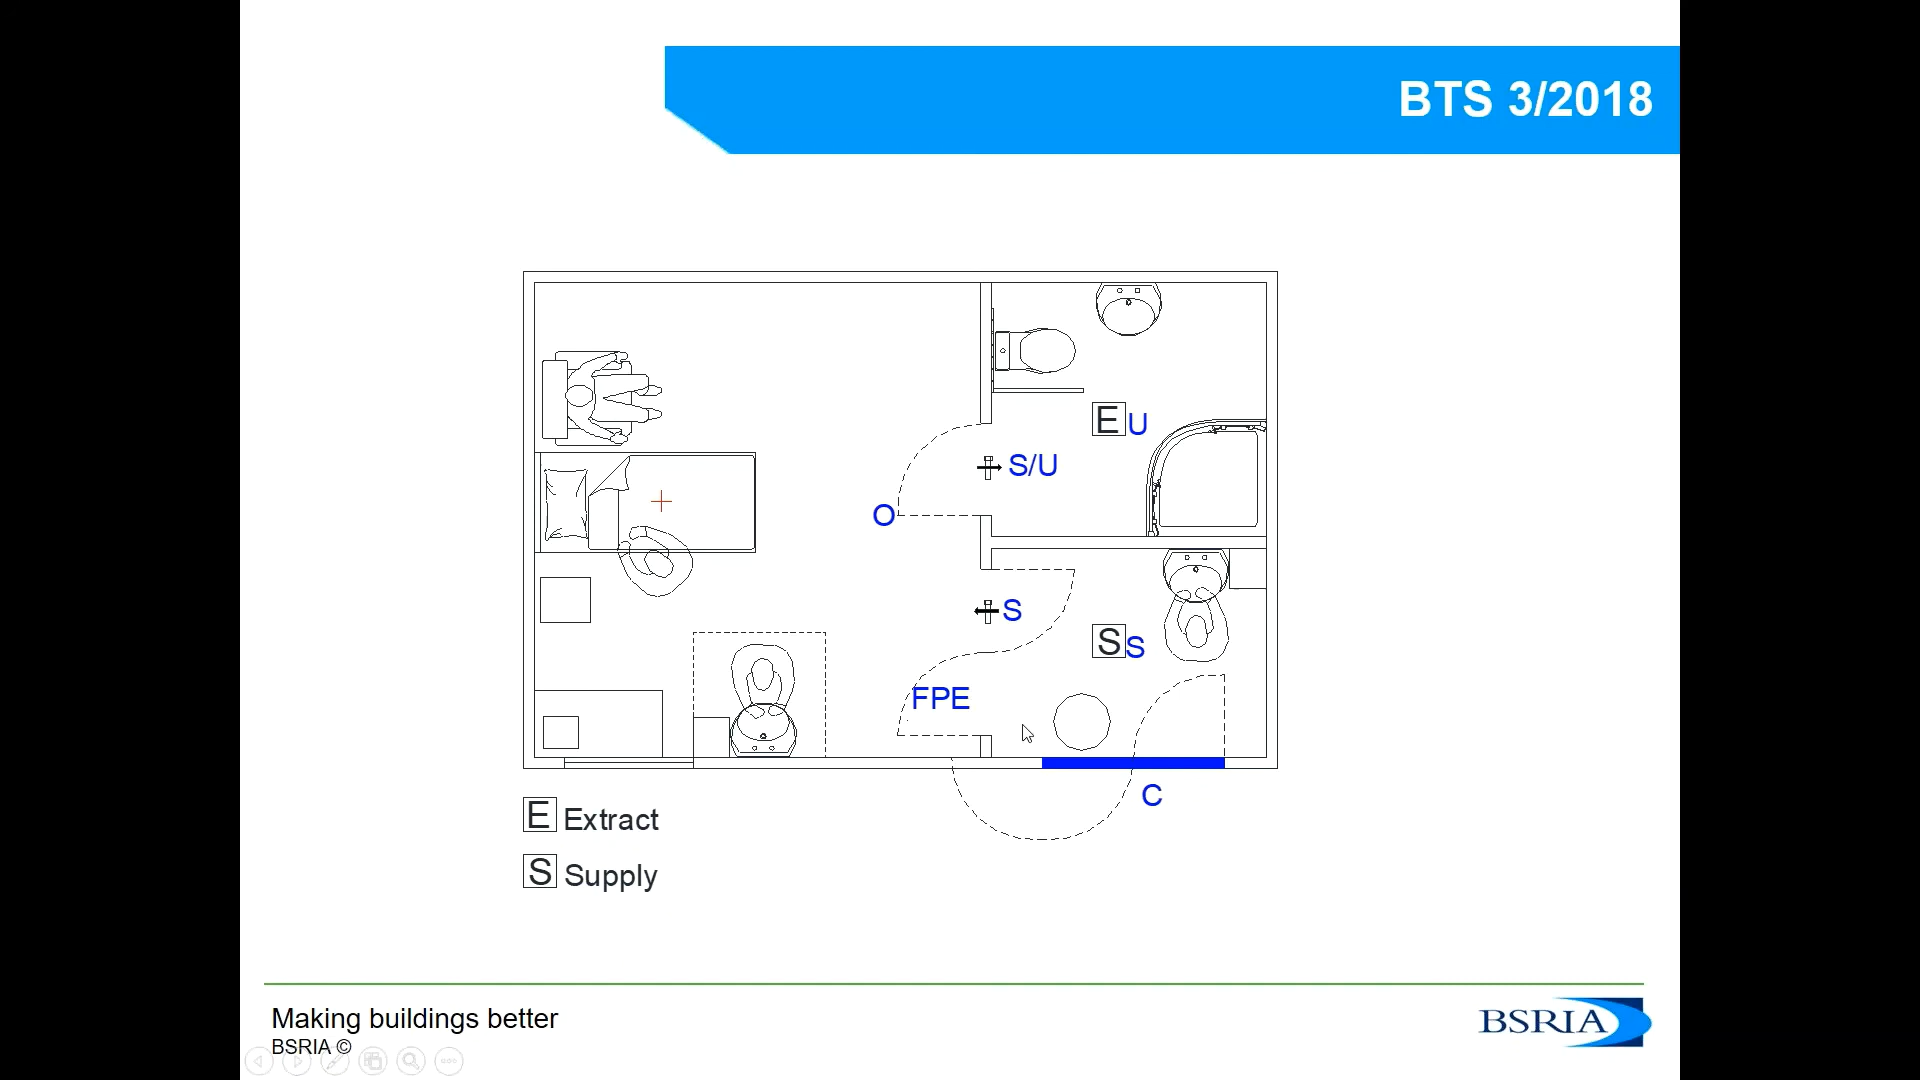 BTS 3/2018
E U
S/U
O
S
S S
FPE
C
E Extract
S Supply
Making buildings better
BSRIA ©
BSRIA